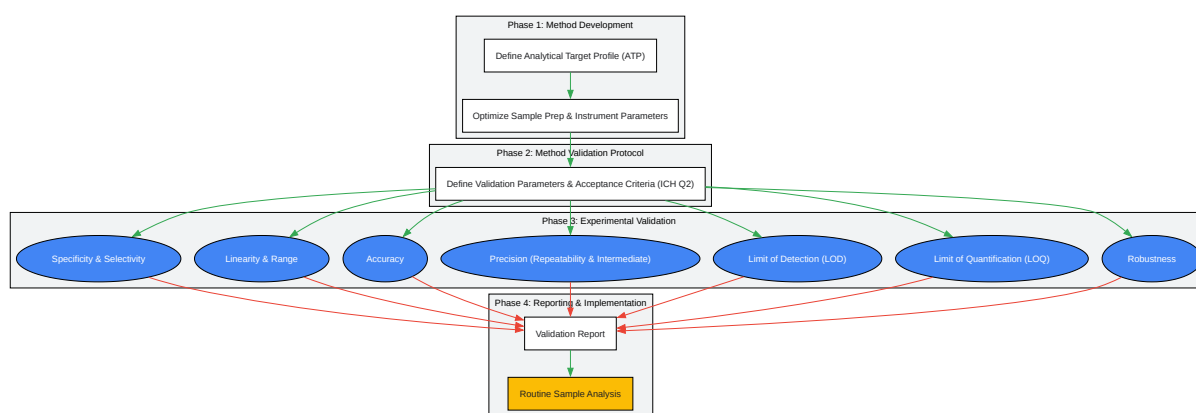 Phase 1: Method Development
Define Analytical Target Profile (ATP)
Optimize Sample Prep & Instrument Parameters
Phase 2: Method Validation Protocol
Define Validation Parameters & Acceptance Criteria (ICH Q2)
Phase 3: Experimental Validation
Specificity & Selectivity
Linearity & Range
Accuracy
Precision (Repeatability & Intermediate)
Limit of Detection (LOD)
Limit of Quantification (LOQ)
Robustness
Phase 4: Reporting & Implementation
Validation Report
Routine Sample Analysis